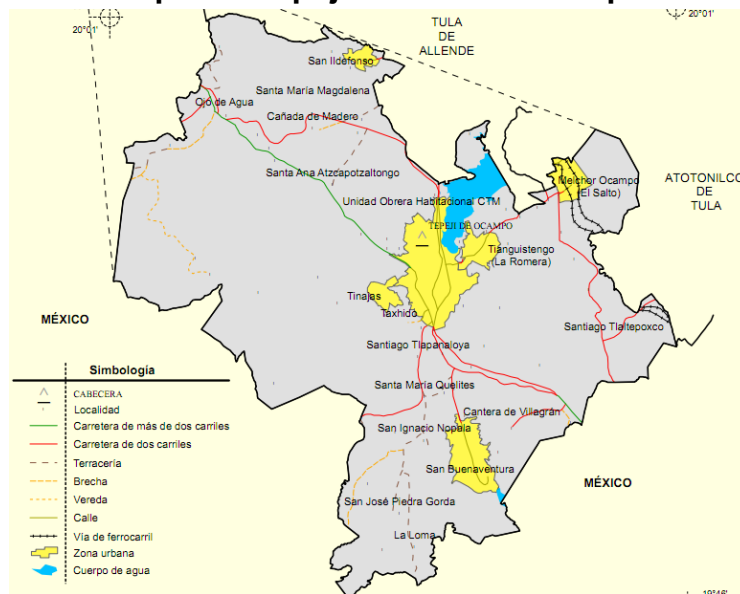 20°01'
20°01'
TULA
DE
ALLENDE
San Ildefonso
Santa María Magdalena
Ojo de Agua
Cañada de Madero
Santa Ana Atzcapotzaltongo
Melchor Ocampo
(El Salto)
ATOTONILCO
DE
TULA
Unidad Obrera Habitacional CTM
TEPEJI DE OCAMPO
Tianguistengo
(La Romera)
Tinajas
Taxhido
MÉXICO
Santiago Tlaltepoxco
Santiago Tlapanaloya
Santa María Quelites
Cantera de Villegrán
San Ignacio Nopala
San Buenaventura
MÉXICO
San José Piedra Gorda
La Loma
Simbología
CABECERA
Localidad
Carretera de más de dos carriles
Carretera de dos carriles
Terracería
Brecha
Vereda
Calle
Vía de ferrocarril
Zona urbana
Cuerpo de agua